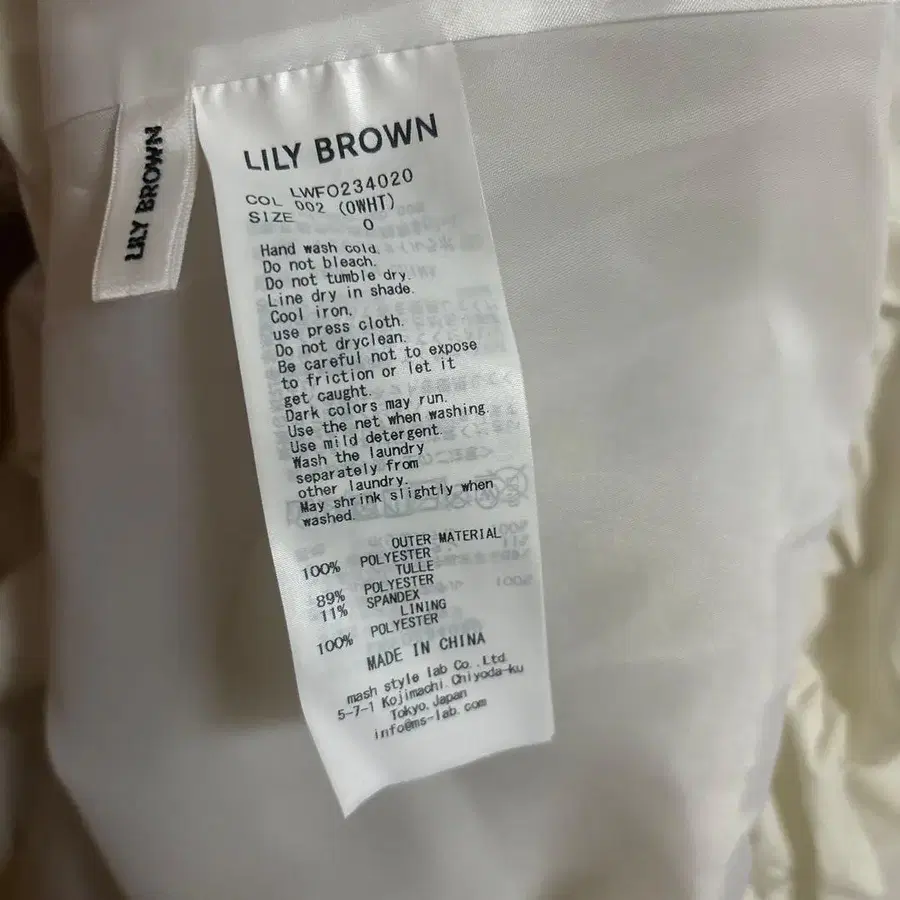 LILY BROWN
LILY BROWN
LWFO234020
COL 002 (OWHT)
SIZE 0
Hand wash cold.
Do not bleach.
Do not tumble dry.
Line dry in shade.
Cool iron.
use press cloth.
Do not dryclean.
Be careful not to expose
to friction or let it
get caught.
Dark colors may run.
Use the net when washing.
Use mild detergent.
Wash the laundry
separately from
other laundry.
May shrink slightly when
washed.
OUTER MATERIAL
100% POLYESTER
TULLE
89% POLYESTER
11% SPANDEX
LINING
100% POLYESTER
MADE IN CHINA
mash style lab Co.,Ltd.
5-7-1 Kojimachi,Chiyoda-ku
Tokyo,Japan
info@ms-lab.com